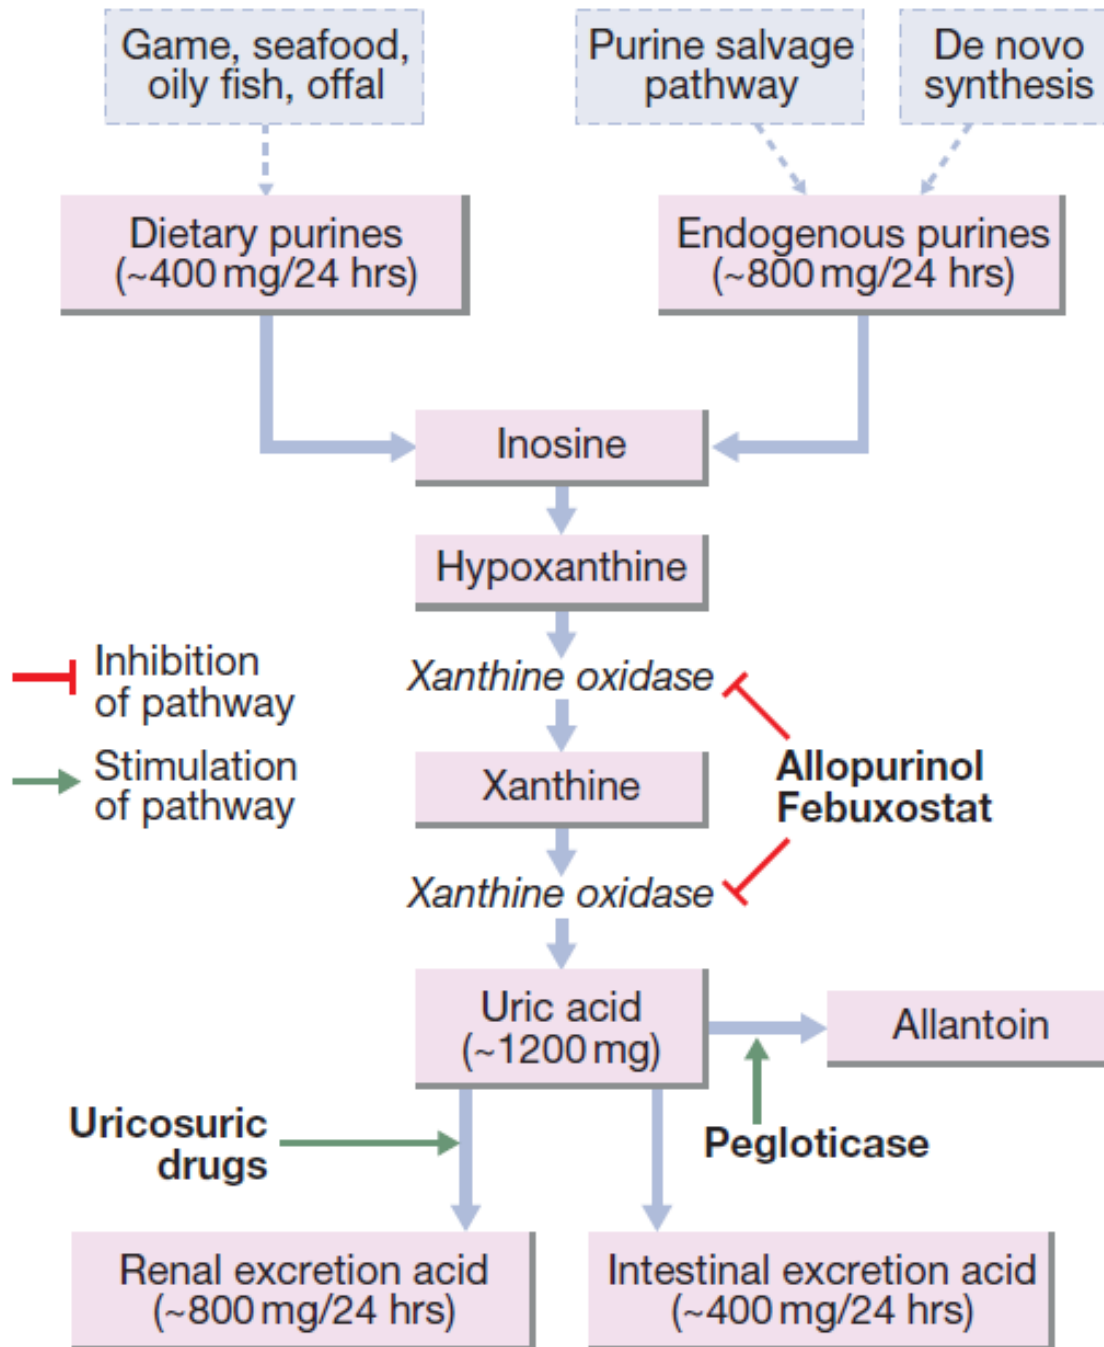 Game, seafood,
oily fish, offal
Purine salvage
pathway
De novo
synthesis
Dietary purines
(~400 mg/24 hrs)
Endogenous purines
(~800 mg/24 hrs)
Inosine
Hypoxanthine
Inhibition
of pathway
Xanthine oxidase
Stimulation
of pathway
Xanthine
Allopurinol
Febuxostat
Xanthine oxidase
Uric acid
(~1200 mg)
Allantoin
Uricosuric
drugs
Pegloticase
Renal excretion acid
(~800 mg/24 hrs)
Intestinal excretion acid
(~400 mg/24 hrs)